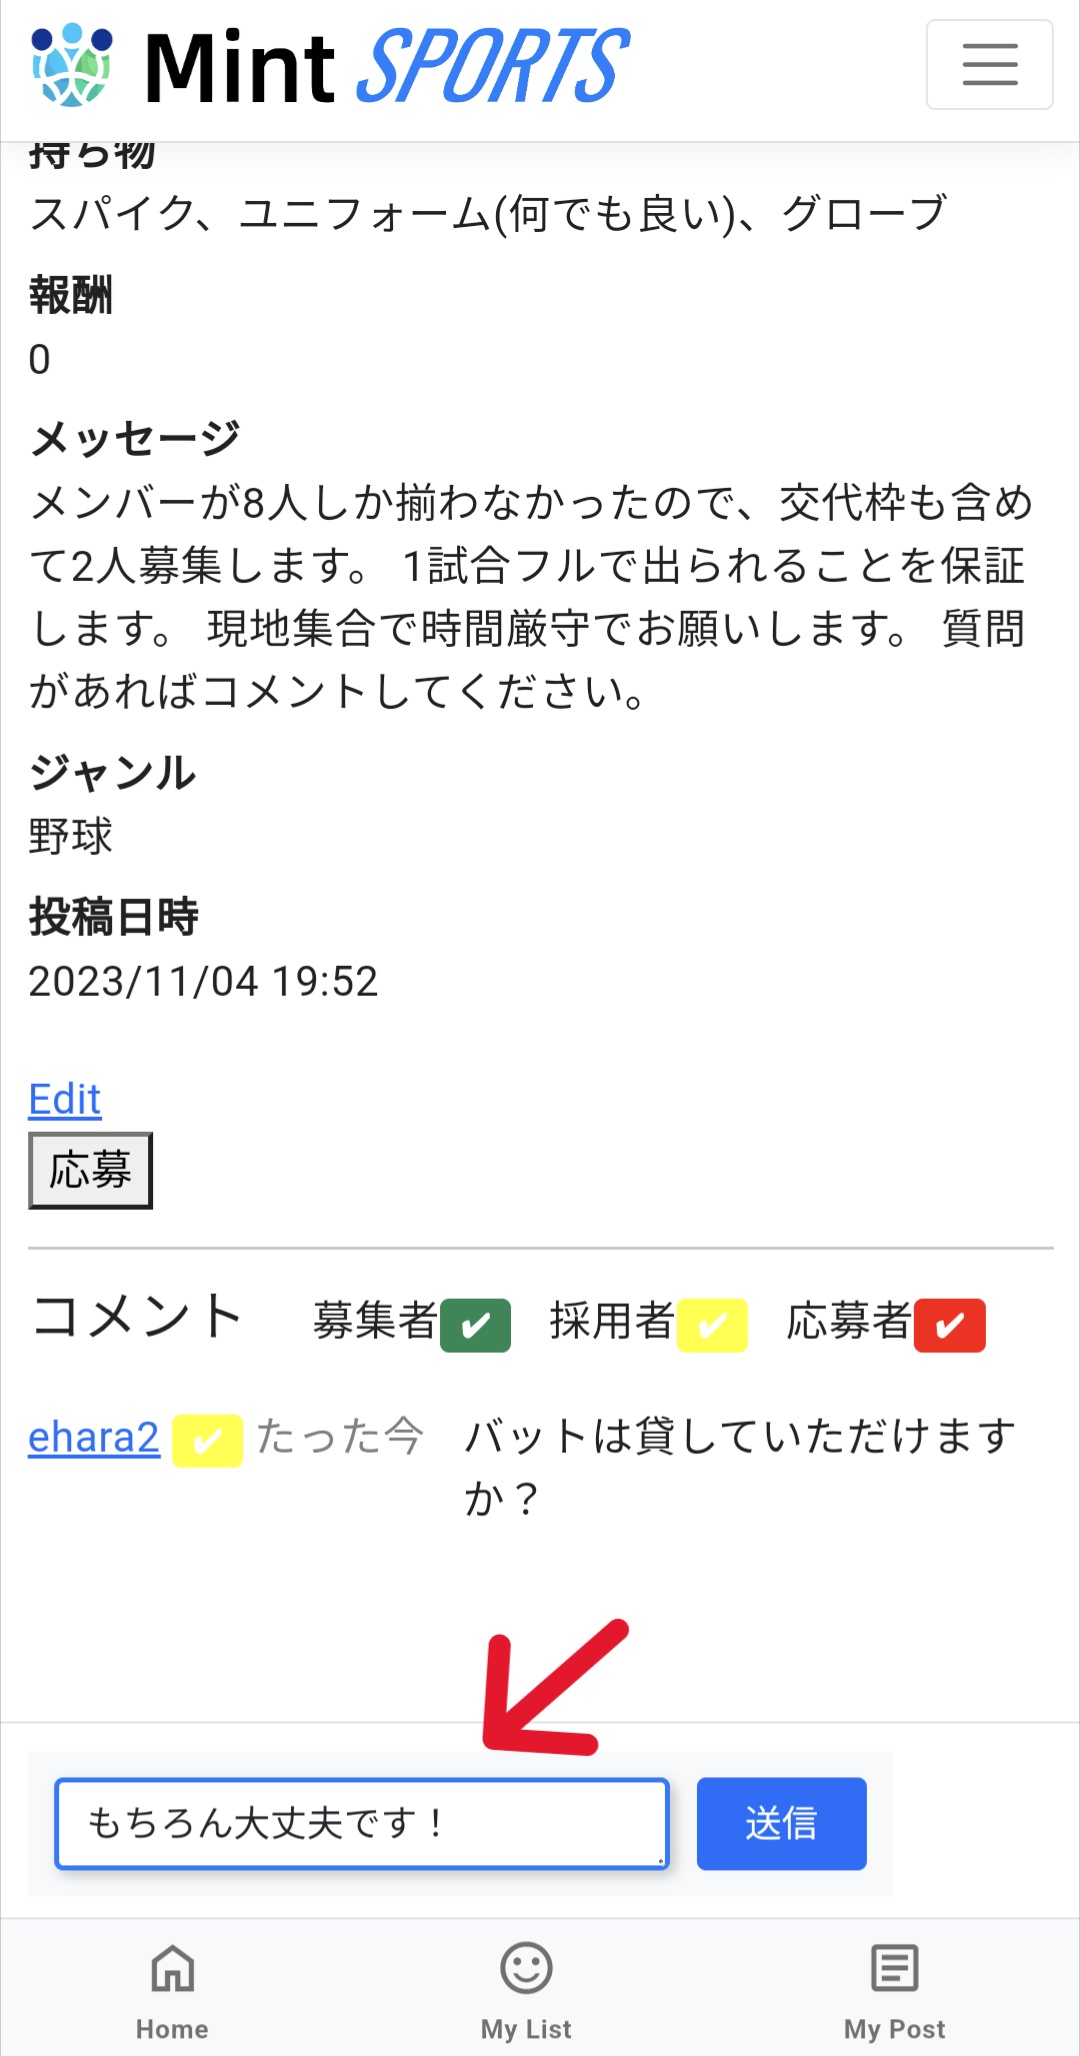 Mint SPORTS
持ち物
スパイク、ユニフォーム(何でも良い)、グローブ
報酬
0
メッセージ
メンバーが8人しか揃わなかったので、交代枠も含め
て2人募集します。 1試合フルで出られることを保証
します。 現地集合で時間厳守でお願いします。 質問
があればコメントしてください。
ジャンル
野球
投稿日時
2023/11/04 19:52
Edit
応募
コメント 募集者✔ 採用者✔ 応募者✔
ehara2 ✔ たった今 バットは貸していただけます
か？
もちろん大丈夫です！ 送信
Home My List My Post